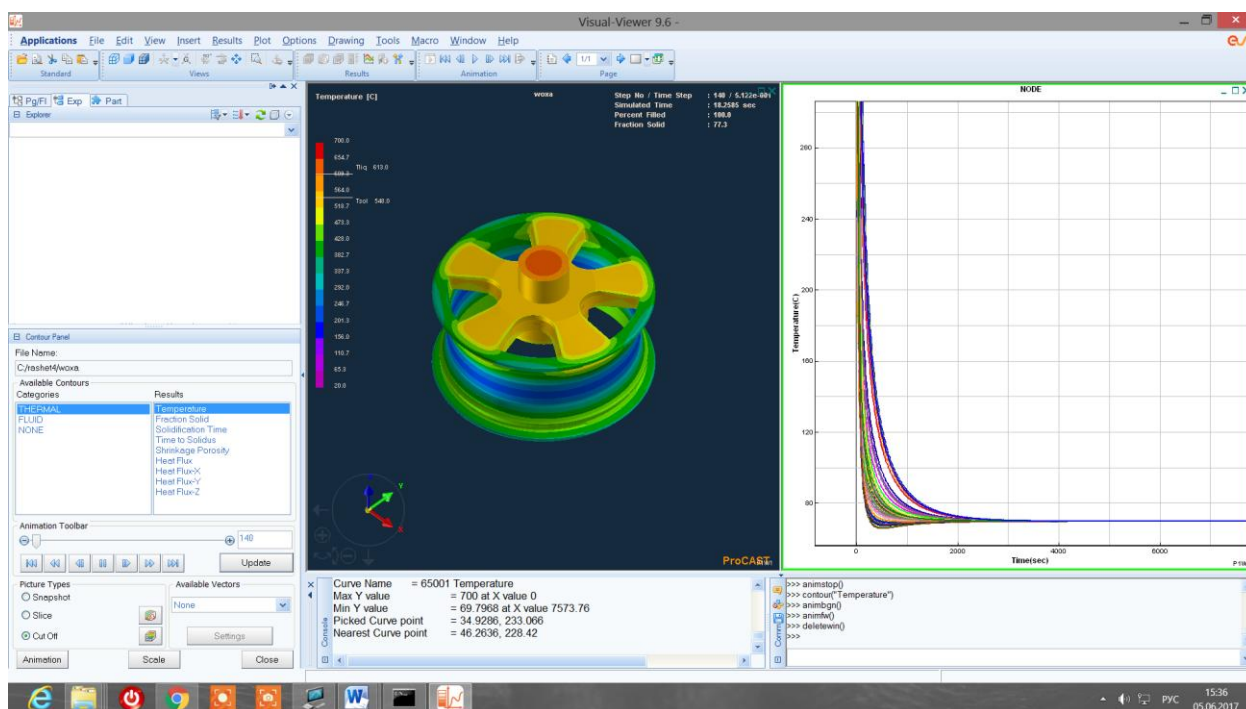 Visual-Viewer 9.6 -
Applications File Edit View Insert Results Plot Options Drawing Tools Macro Window Help
1/1
Standard Views Results Animation Page
Pg/Fl Exp Part
Explorer
Contour Panel
File Name:
C:/rashet4/woxa
Available Contours
Categories Results
THERMAL
FLUID
NONE
Temperature
Fraction Solid
Solidification Time
Time to Solidus
Shrinkage Porosity
Heat Flux
Heat Flux-X
Heat Flux-Y
Heat Flux-Z
Animation Toolbar
140
Update
Picture Types
Snapshot
Slice
Cut Off
Available Vectors
None
Settings
Animation Scale Close
Temperature [C]
woxa
Step No / Time Step : 140 / 5.122e-001
Simulated Time : 18.2585 sec
Percent Filled : 100.0
Fraction Solid : 77.3
700.0
654.7
Tliq 613.0
609.3
564.0
Tsol 540.0
518.7
473.3
428.0
382.7
337.3
292.0
246.7
201.3
156.0
110.7
65.3
20.0
Z
Y
X
ProCAST
NODE
Temperature(C)
280
240
200
160
120
80
0 2000 4000 6000
Time(sec)
Console
Curve Name = 65001 Temperature
Max Y value = 700 at X value 0
Min Y value = 69.7968 at X value 7573.76
Picked Curve point = 34.9286, 233.066
Nearest Curve point = 46.2636, 228.42
Comm
>>> animstop()
>>> contour("Temperature")
>>> animbgn()
>>> animfw()
>>> deletewin()
>>>
РУС
15:36
05.06.2017